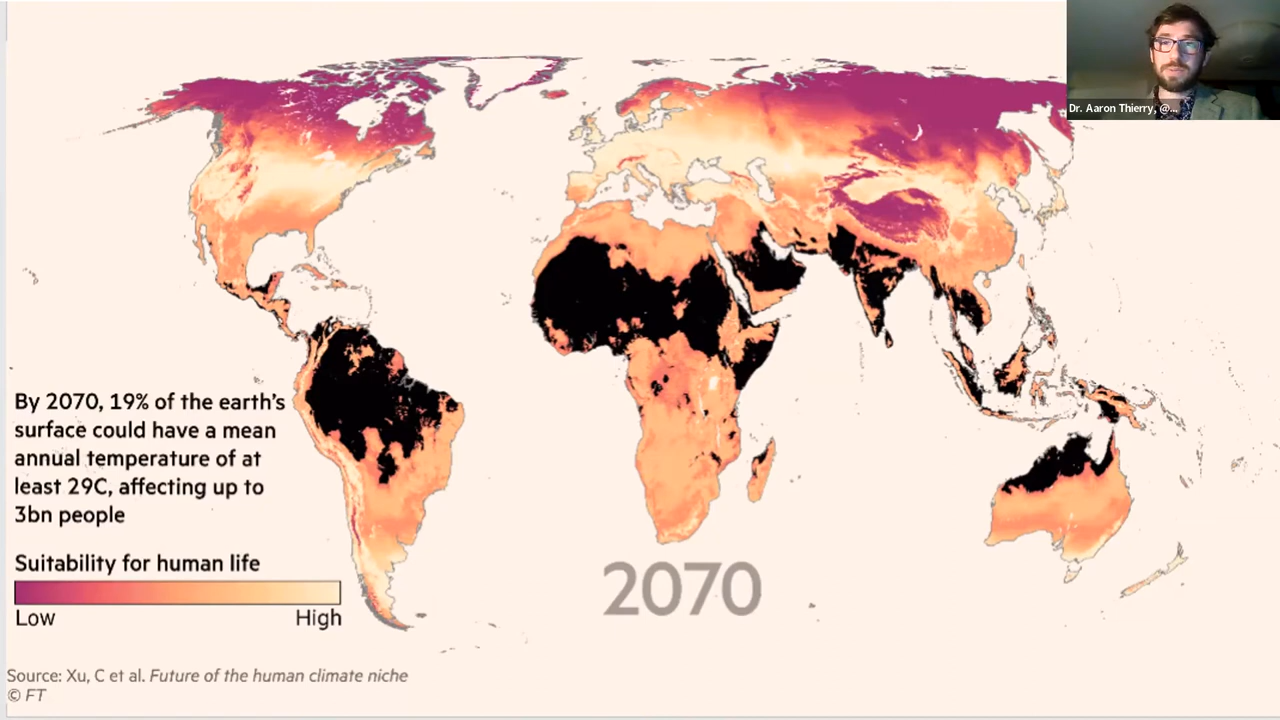 Dr. Aaron Thierry, @...
By 2070, 19% of the earth's
surface could have a mean
annual temperature of at
least 29C, affecting up to
3bn people
Suitability for human life
Low High
2070
Source: Xu, C et al. Future of the human climate niche
© FT